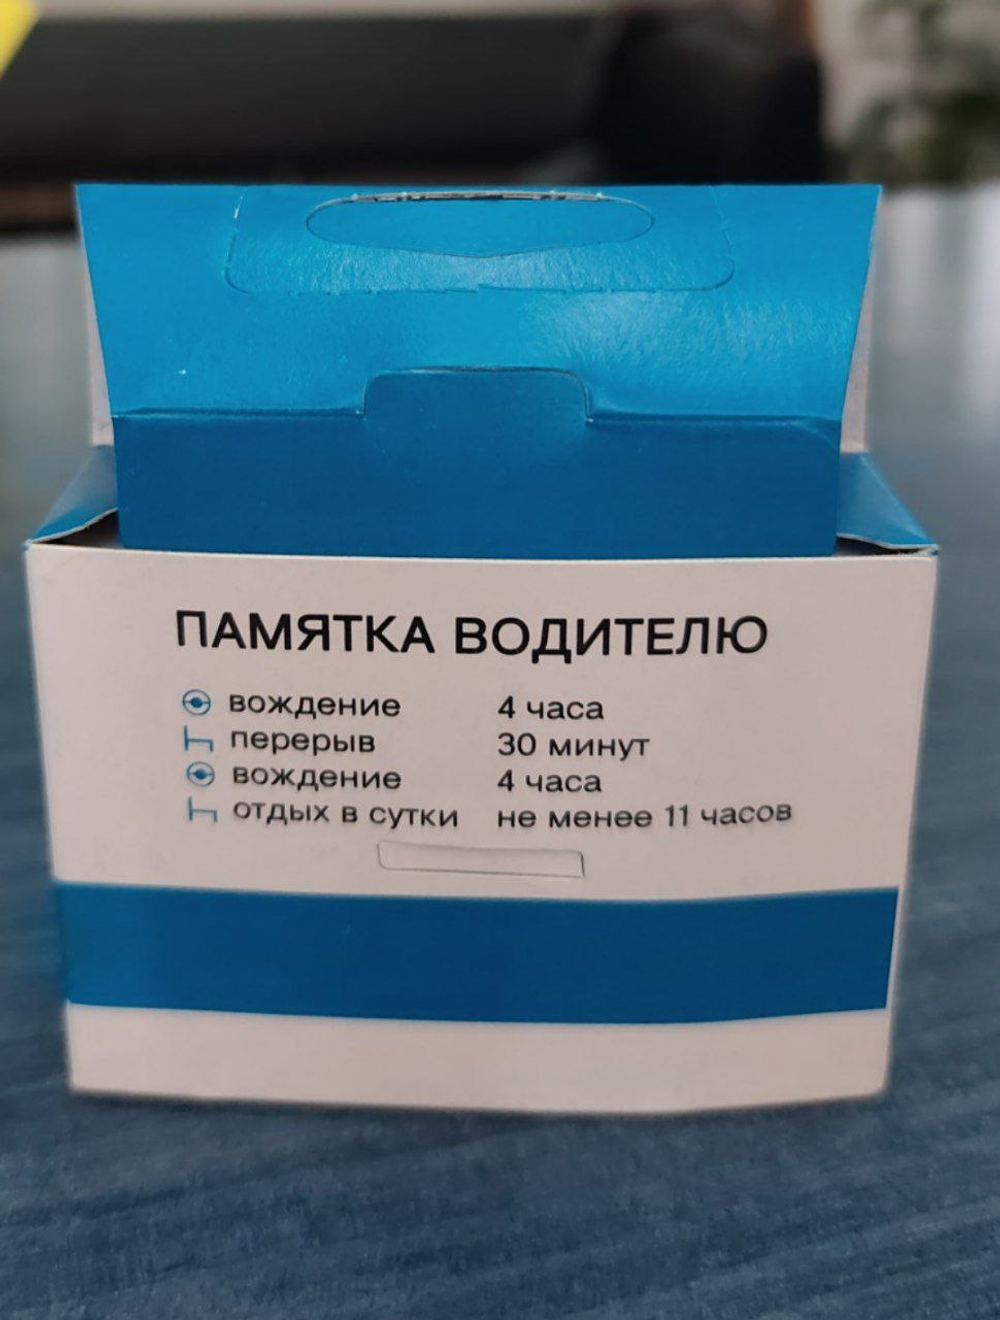 ПАМЯТКА ВОДИТЕЛЮ
вождение 4 часа
перерыв 30 минут
вождение 4 часа
отдых в сутки не менее 11 часов